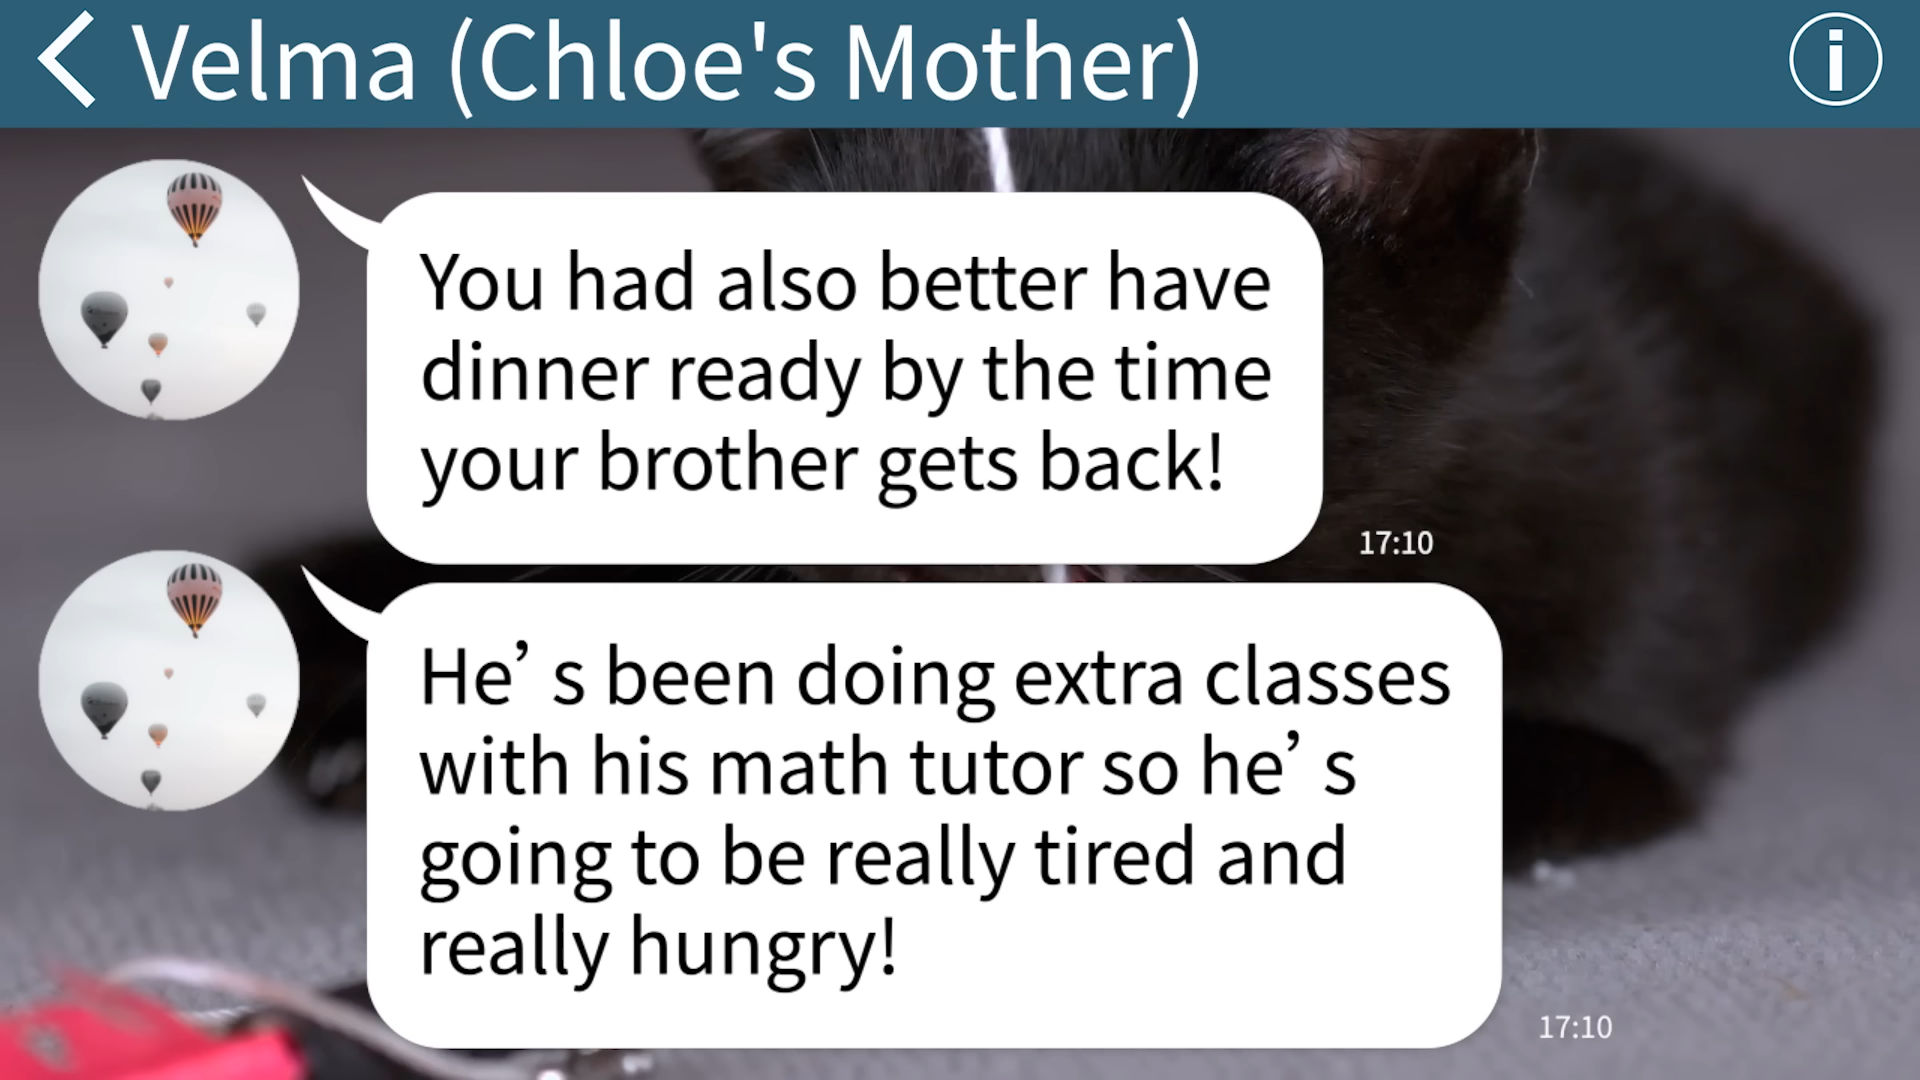 Velma (Chloe's Mother)
You had also better have
dinner ready by the time
your brother gets back!
17:10
He’s been doing extra classes
with his math tutor so he’s
going to be really tired and
really hungry!
17:10